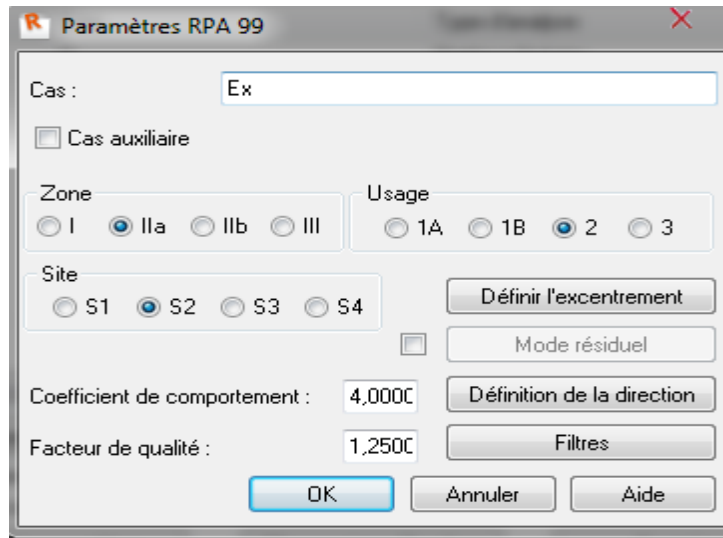 Paramètres RPA 99
Cas : Ex
Cas auxiliaire
Zone Usage
I IIa IIb III 1A 1B 2 3
Site
S1 S2 S3 S4 Définir l'excentrement
Mode résiduel
Coefficient de comportement : 4,0000 Définition de la direction
Facteur de qualité : 1,2500 Filtres
OK Annuler Aide